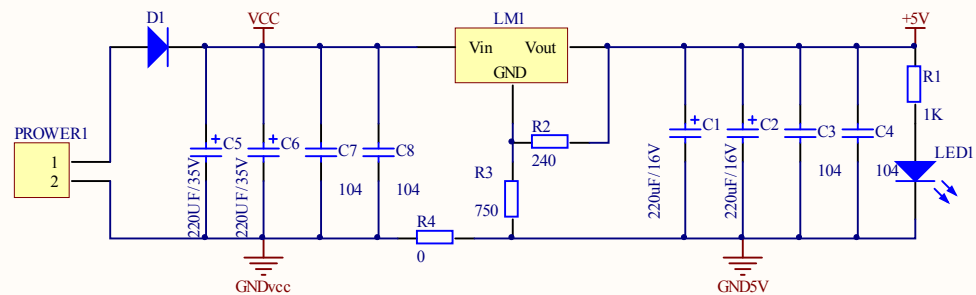 D1
VCC
LM1
+5V
Vin
Vout
GND
R1
1K
PROWER1
1
2
C5
220UF/35V
C6
220UF/35V
C7
104
C8
104
R2
240
R3
750
R4
0
C1
220uF/16V
C2
220uF/16V
C3
104
C4
104
LED1
GNDvcc
GND5V